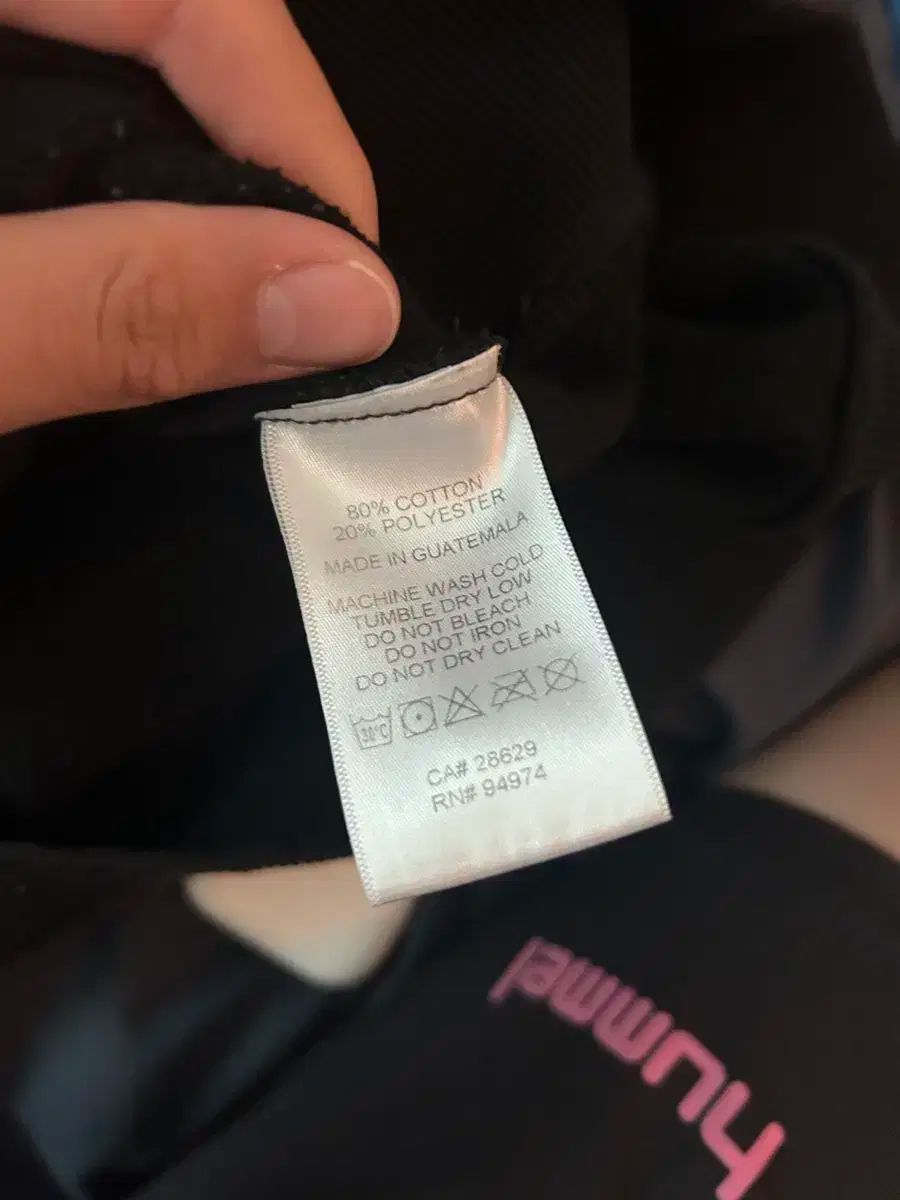 80% COTTON
20% POLYESTER
MADE IN GUATEMALA
MACHINE WASH COLD
TUMBLE DRY LOW
DO NOT BLEACH
DO NOT IRON
DO NOT DRY CLEAN
30°C
CA# 28629
RN# 94974
hummel